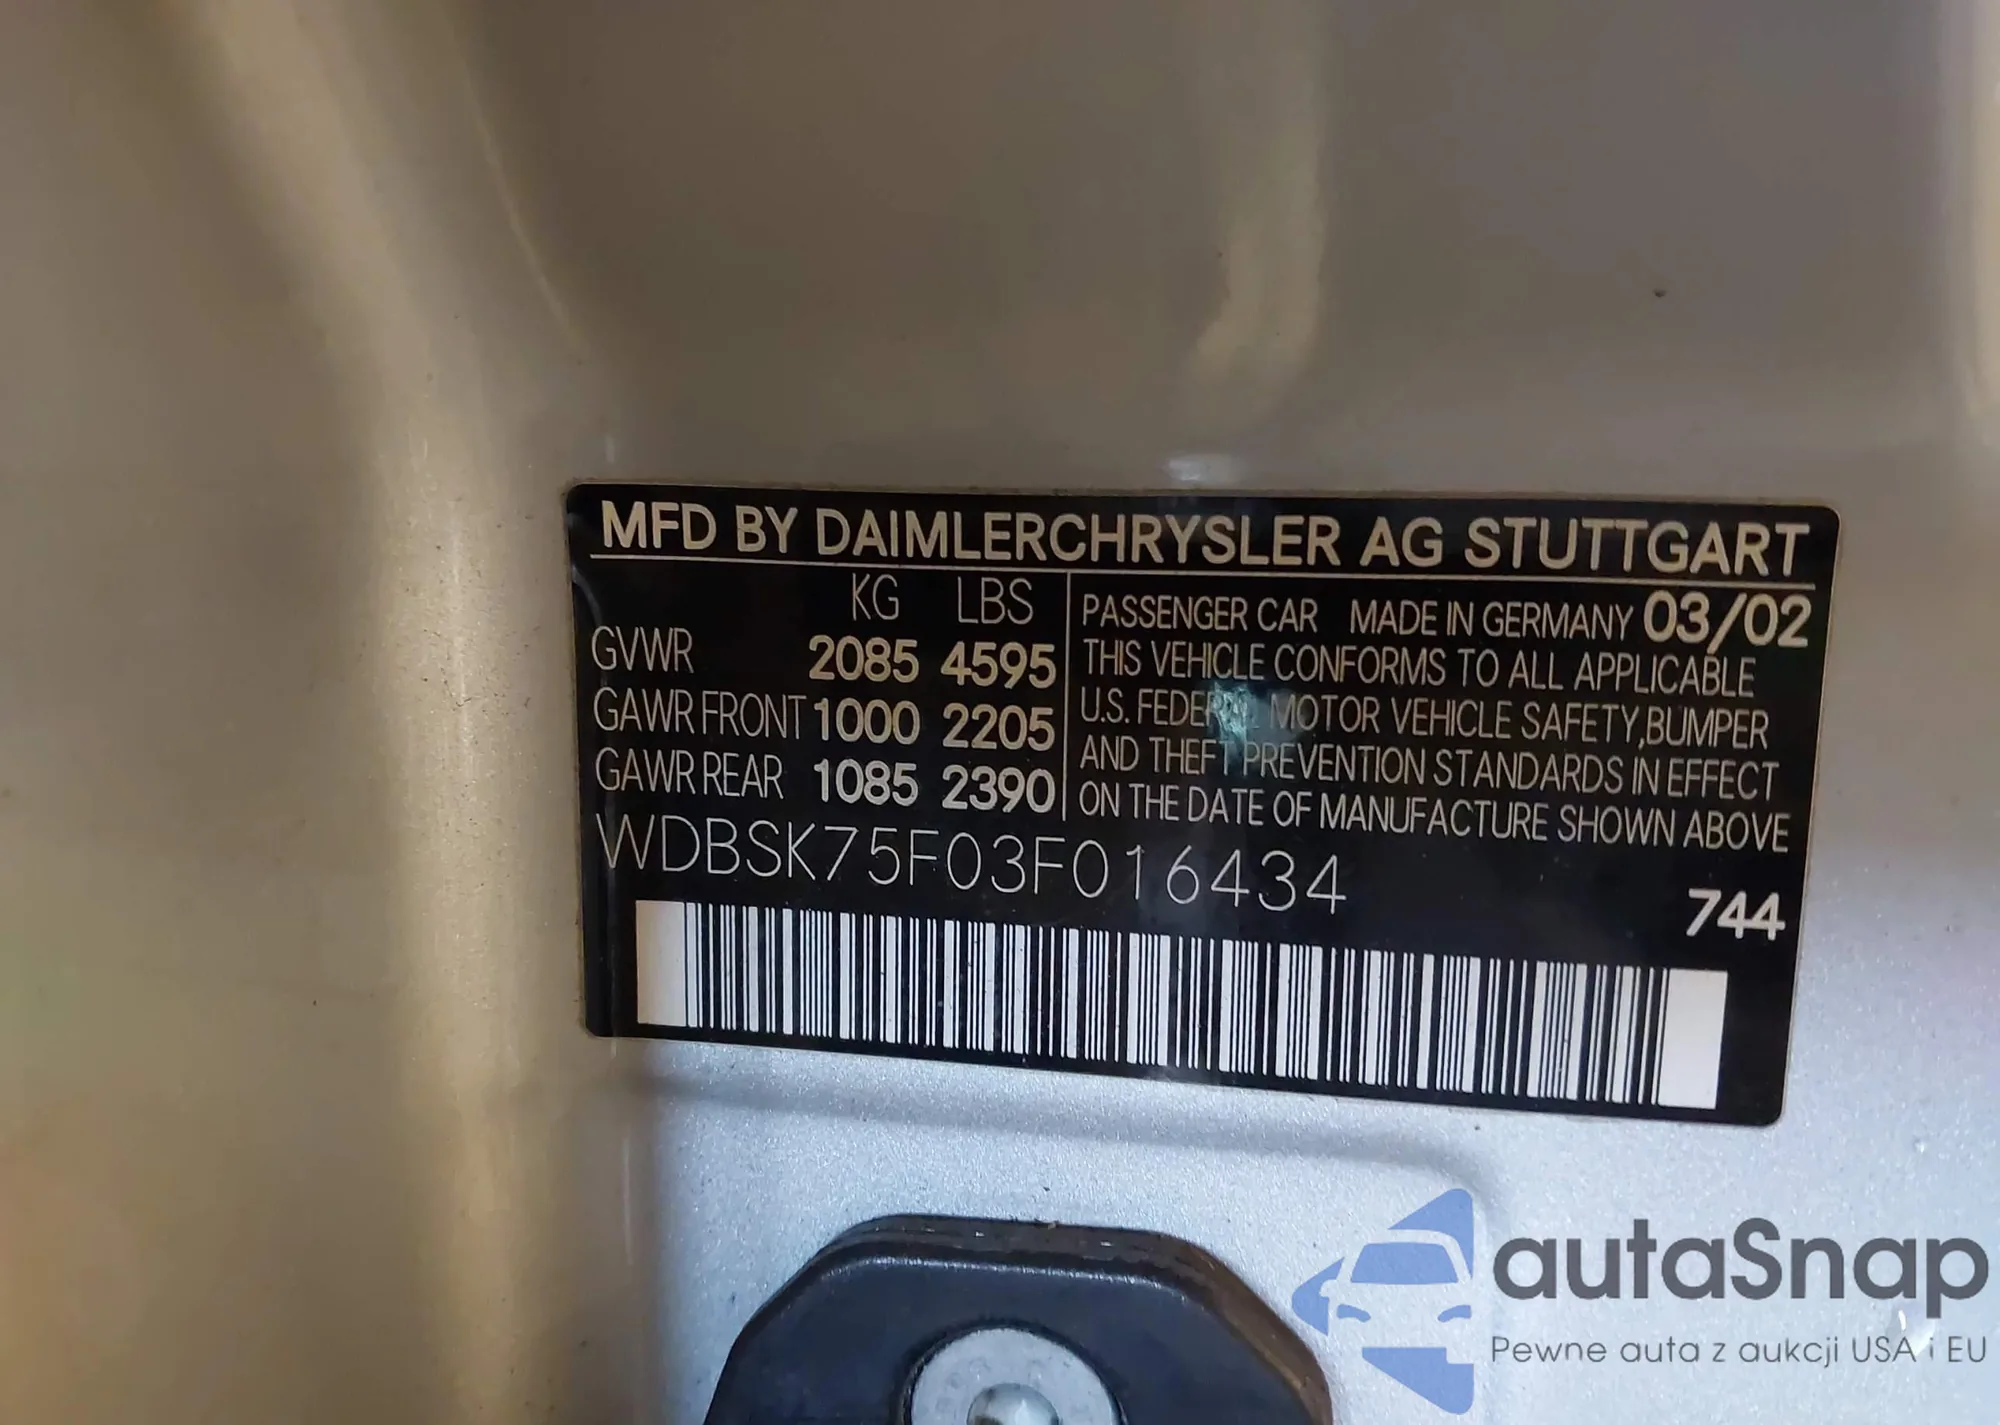 MFD BY DAIMLERCHRYSLER AG STUTTGART
KG LBS
GVWR 2085 4595
GAWR FRONT 1000 2205
GAWR REAR 1085 2390
PASSENGER CAR MADE IN GERMANY 03/02
THIS VEHICLE CONFORMS TO ALL APPLICABLE
U.S. FEDERAL MOTOR VEHICLE SAFETY, BUMPER
AND THEFT PREVENTION STANDARDS IN EFFECT
ON THE DATE OF MANUFACTURE SHOWN ABOVE
WDBSK75F03F016434
744
autaSnap
Pewne auta z aukcji USA i EU